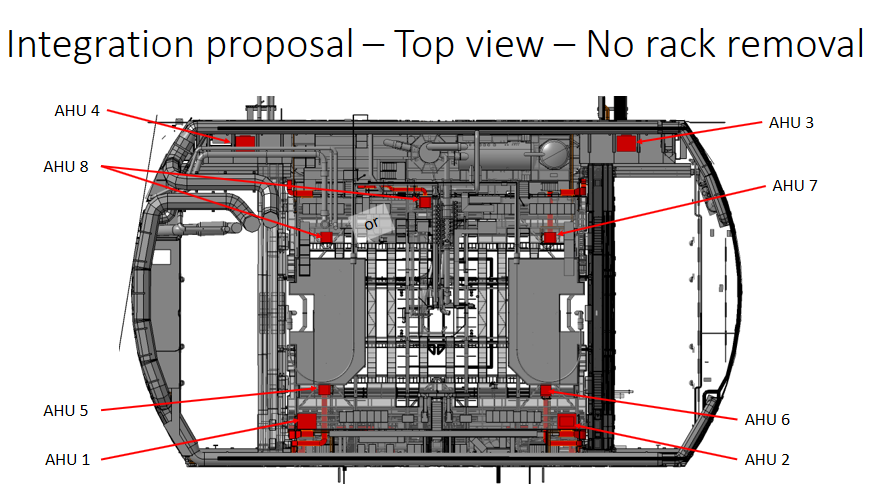 Integration proposal – Top view – No rack removal
AHU 4
AHU 3
AHU 8
AHU 7
or
AHU 5
AHU 6
AHU 1
AHU 2